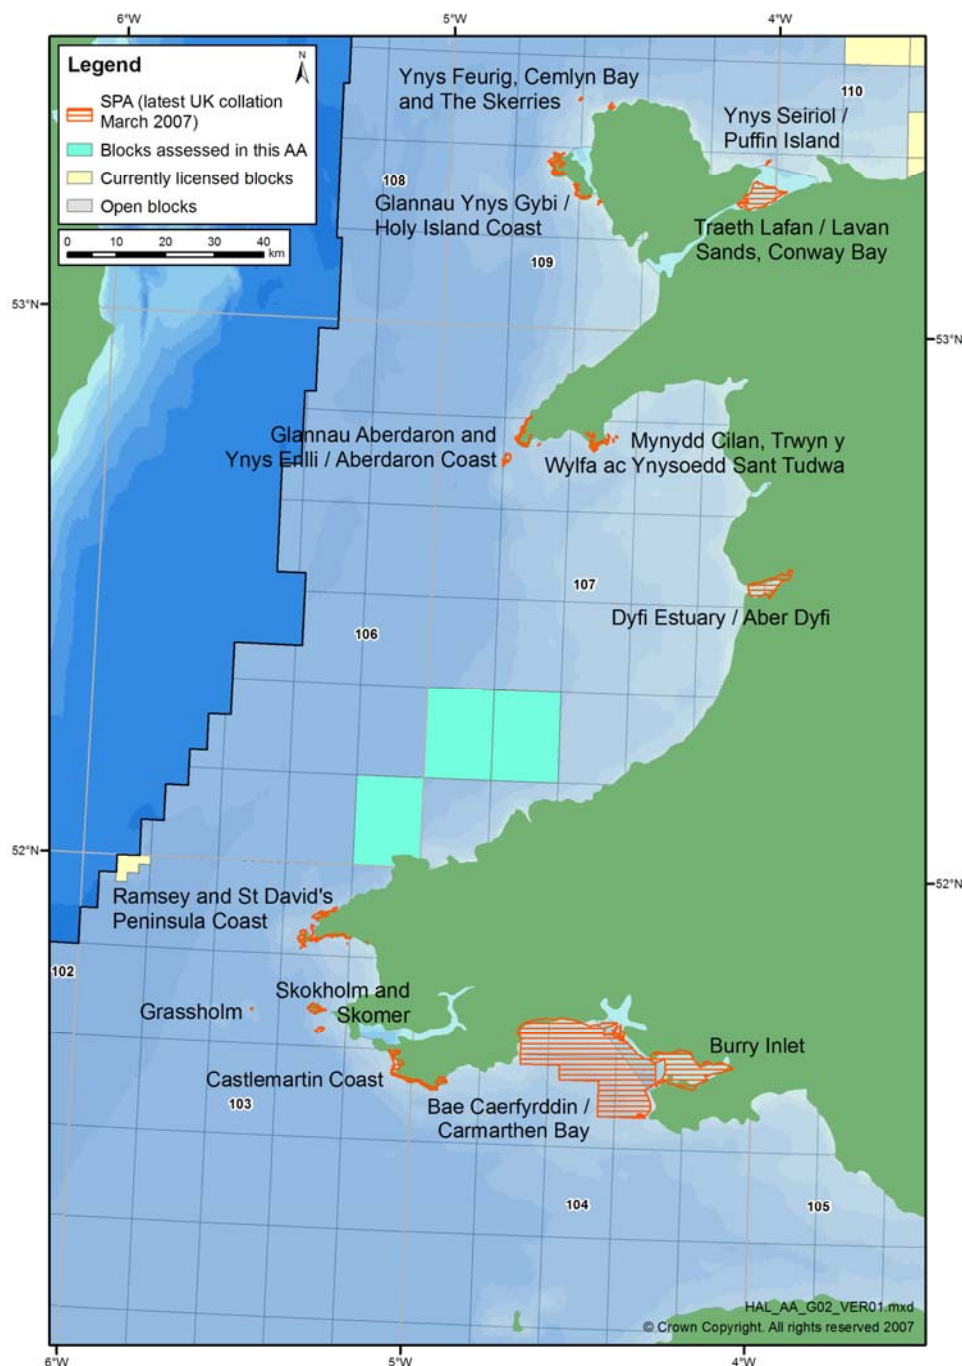 6°W
5°W
4°W
Legend
N
SPA (latest UK collation
March 2007)
Blocks assessed in this AA
Currently licensed blocks
Open blocks
0 10 20 30 40
km
Ynys Feurig, Cemlyn Bay
and The Skerries
110
Ynys Seiriol /
Puffin Island
108
Glannau Ynys Gybi /
Holy Island Coast
Traeth Lafan / Lavan
Sands, Conway Bay
109
53°N
53°N
Glannau Aberdaron and
Ynys Enlli / Aberdaron Coast
Mynydd Cilan, Trwyn y
Wylfa ac Ynysoedd Sant Tudwa
107
Dyfi Estuary / Aber Dyfi
106
52°N
52°N
Ramsey and St David's
Peninsula Coast
102
Skokholm and
Skomer
Grassholm
Burry Inlet
Castlemartin Coast
103
Bae Caerfyrddin /
Carmarthen Bay
104
105
HAL_AA_G02_VER01.mxd
© Crown Copyright. All rights reserved 2007
6°W
5°W
4°W